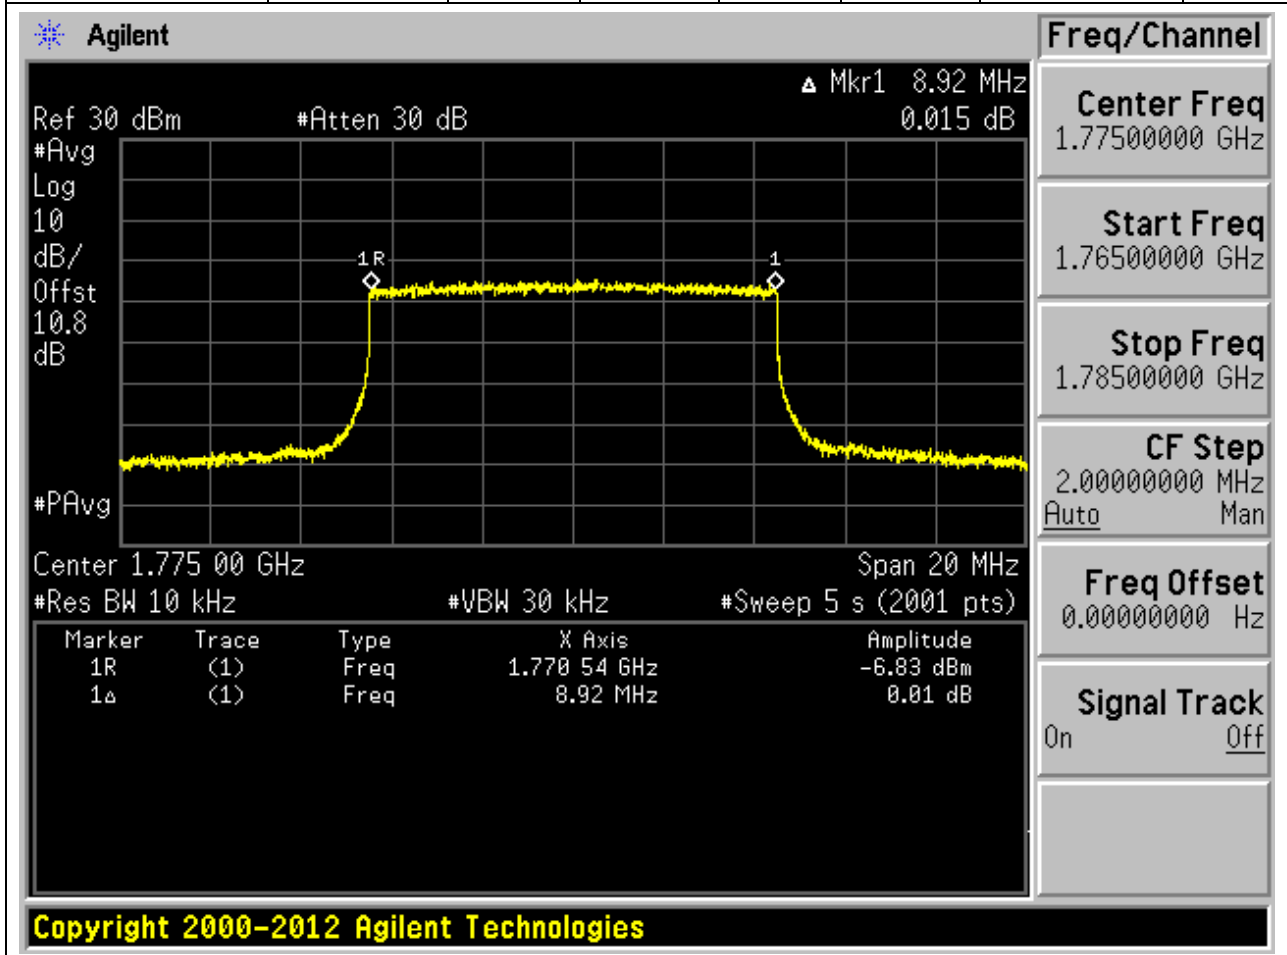 Agilent
Freq/Channel
▵ Mkr1 8.92 MHz
Ref 30 dBm #Atten 30 dB 0.015 dB
#Avg
Log
10
dB/
Offst
10.8
dB
1R
1
#PAvg
Center 1.775 00 GHz Span 20 MHz
#Res BW 10 kHz #VBW 30 kHz #Sweep 5 s (2001 pts)
Marker Trace Type X Axis Amplitude
1R (1) Freq 1.770 54 GHz -6.83 dBm
1▵ (1) Freq 8.92 MHz 0.01 dB
Center Freq
1.77500000 GHz
Start Freq
1.76500000 GHz
Stop Freq
1.78500000 GHz
CF Step
2.00000000 MHz
Auto Man
Freq Offset
0.00000000 Hz
Signal Track
On Off
Copyright 2000-2012 Agilent Technologies